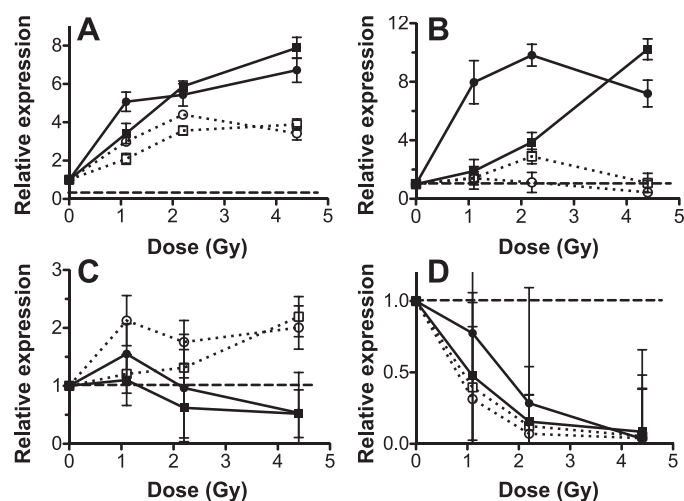 A
Relative expression
8
6
4
2
0
0 1 2 3 4 5
Dose (Gy)
B
Relative expression
12
8
4
0
0 1 2 3 4 5
Dose (Gy)
C
Relative expression
3
2
1
0
0 1 2 3 4 5
Dose (Gy)
D
Relative expression
1.0
0.5
0.0
0 1 2 3 4 5
Dose (Gy)